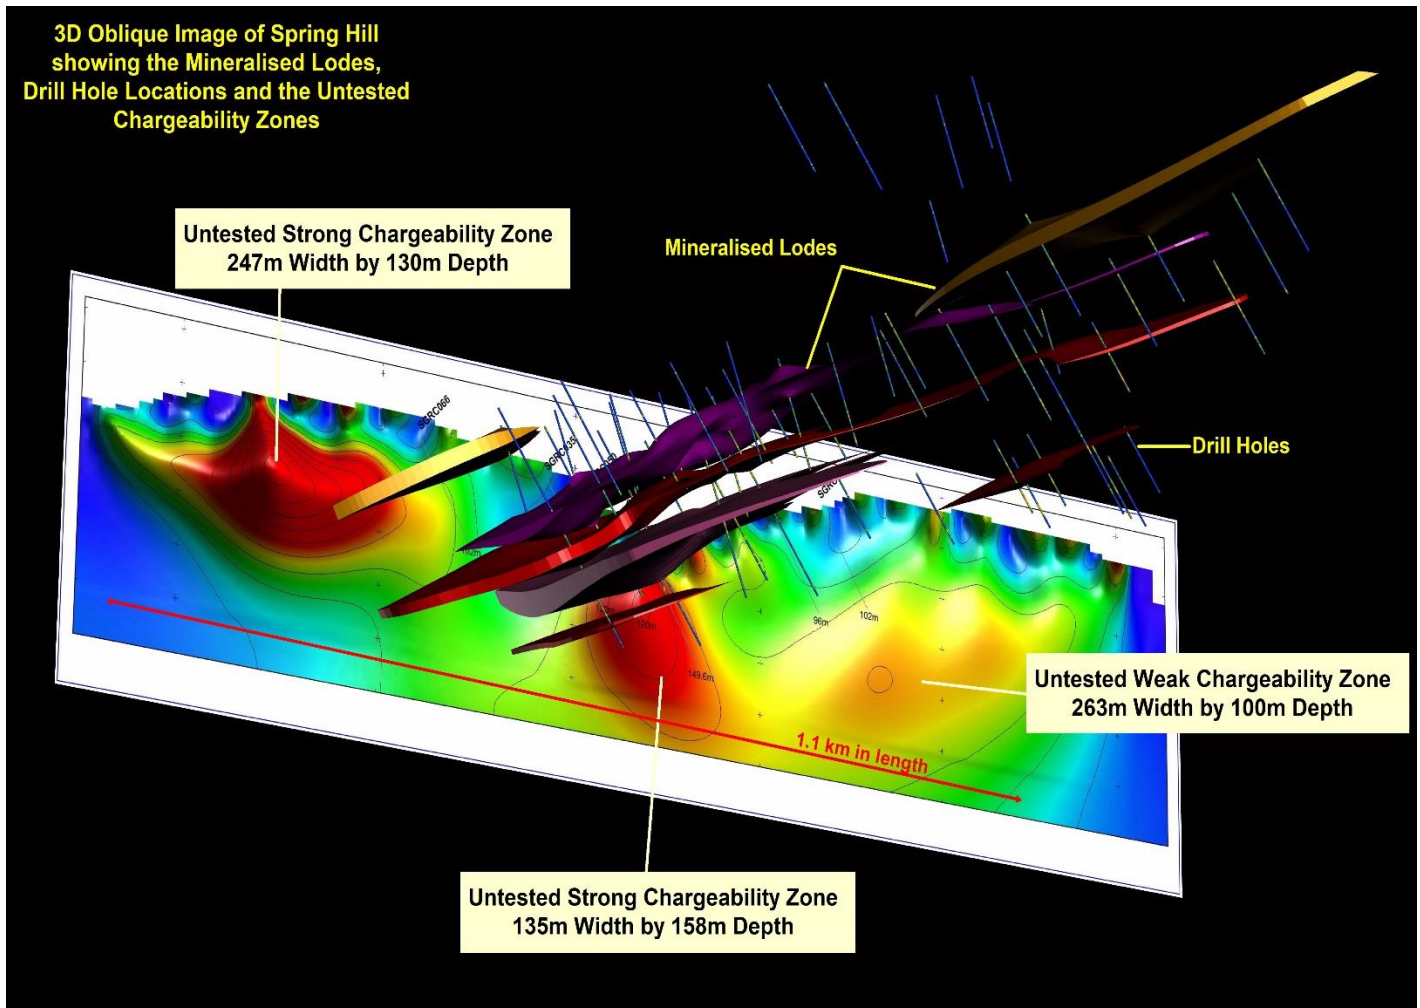 3D Oblique Image of Spring Hill
showing the Mineralised Lodes,
Drill Hole Locations and the Untested
Chargeability Zones
Untested Strong Chargeability Zone
247m Width by 130m Depth
Mineralised Lodes
Drill Holes
SGRC066
SGRC035
102m
120m
149.6m
96m
102m
Untested Weak Chargeability Zone
263m Width by 100m Depth
1.1 km in length
Untested Strong Chargeability Zone
135m Width by 158m Depth